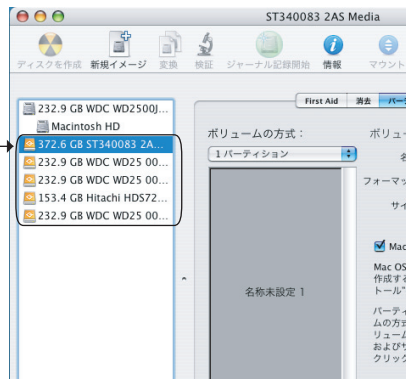 ST340083 2AS Media
ディスクを作成 新規イメージ 変換 検証 ジャーナル記録開始 情報 マウント
First Aid 消去
232.9 GB WDC WD2500J...
Macintosh HD
372.6 GB ST340083 2A...
232.9 GB WDC WD25 00...
232.9 GB WDC WD25 00...
153.4 GB Hitachi HDS72...
232.9 GB WDC WD25 00...
ボリュームの方式：
1 パーティション
名称未設定 1
ボリュー
名
フォーマッ
サイ
Mac
Mac OS
作成する
トール"
パーティ
ムの方式
リューム
およびサ
クリック